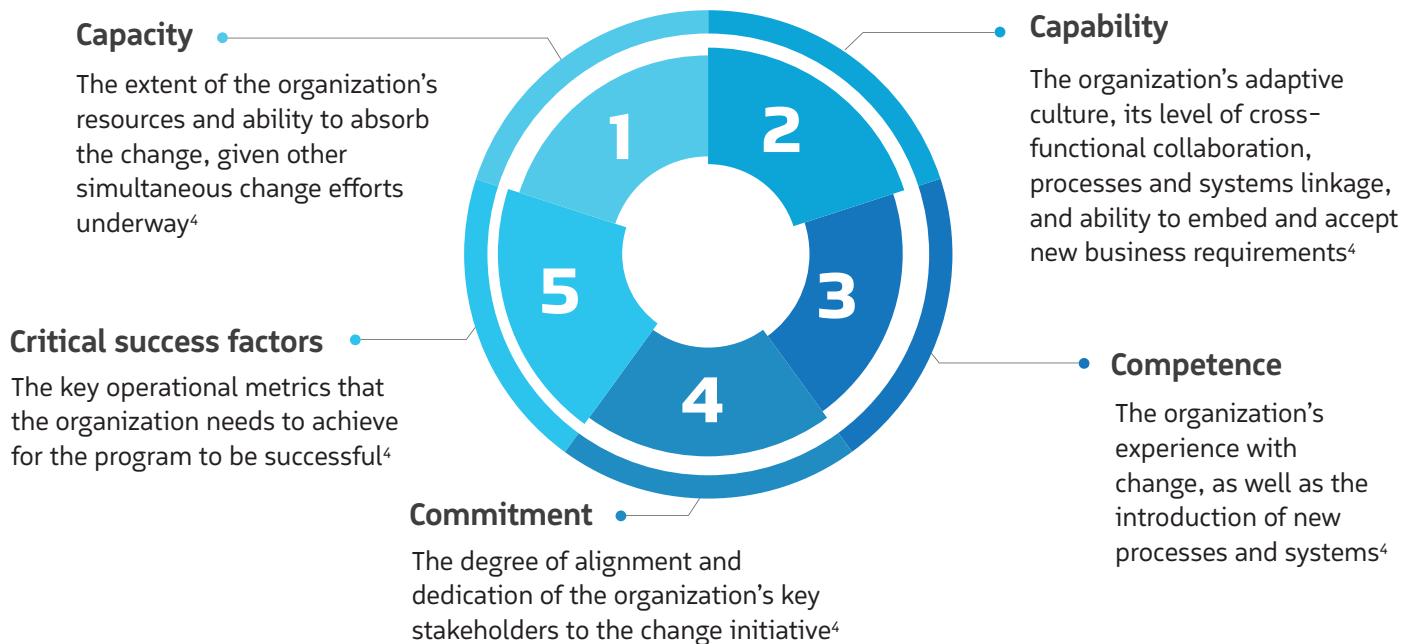 Capacity
The extent of the organization’s
resources and ability to absorb
the change, given other
simultaneous change efforts
underway⁴
Capability
The organization’s adaptive
culture, its level of cross-
functional collaboration,
processes and systems linkage,
and ability to embed and accept
new business requirements⁴
1
2
3
4
5
Critical success factors
The key operational metrics that
the organization needs to achieve
for the program to be successful⁴
Competence
The organization’s
experience with
change, as well as the
introduction of new
processes and systems⁴
Commitment
The degree of alignment and
dedication of the organization’s key
stakeholders to the change initiative⁴